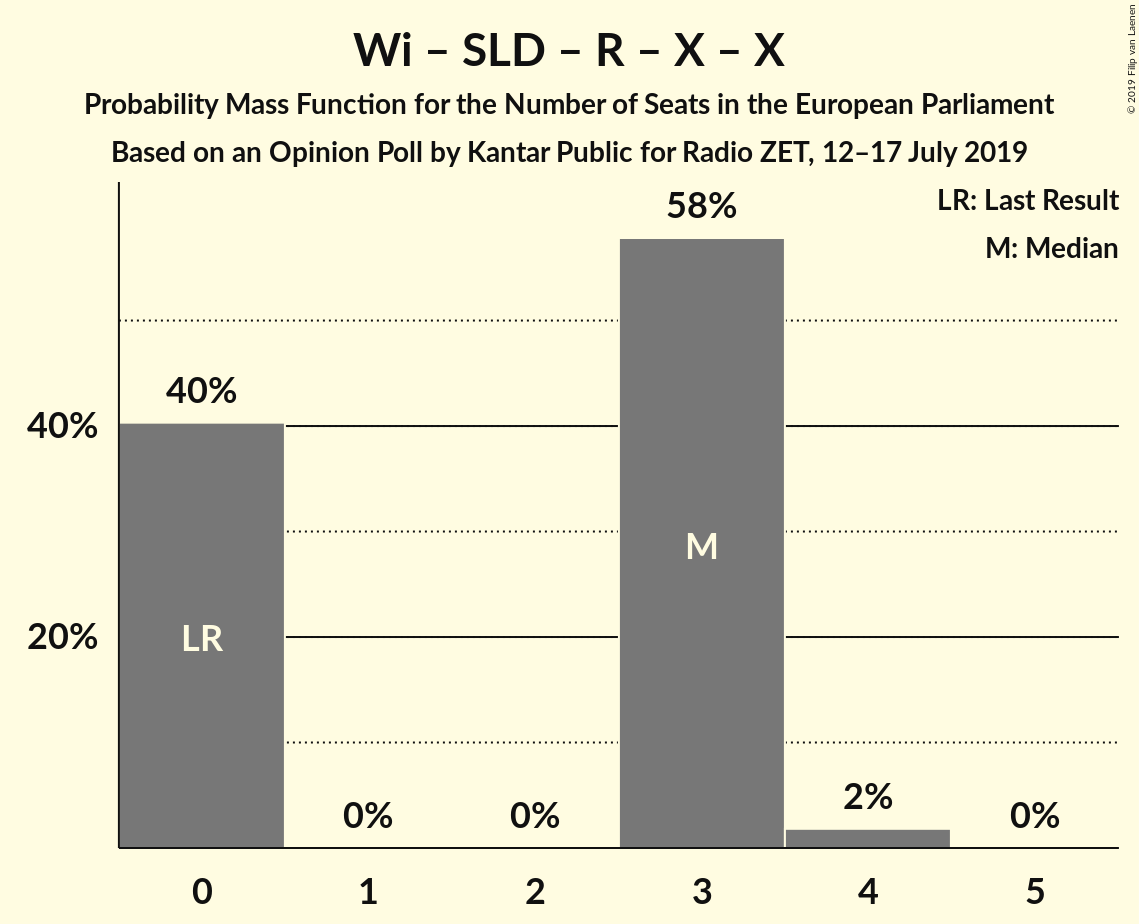 Wi – SLD – R – X – X
Probability Mass Function for the Number of Seats in the European Parliament
Based on an Opinion Poll by Kantar Public for Radio ZET, 12–17 July 2019
© 2019 Filip van Laenen
LR: Last Result
M: Median
58%
40%
40%
M
20%
LR
2%
0%
0%
0%
0 1 2 3 4 5